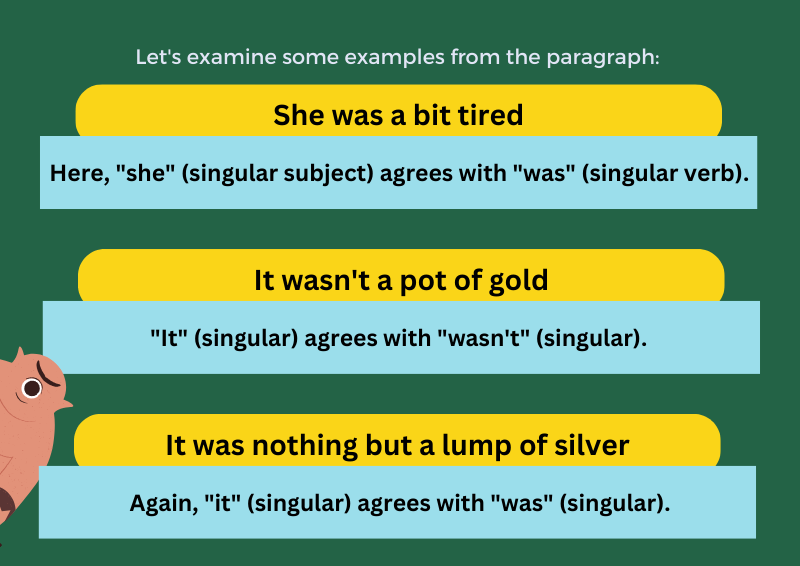 Let's examine some examples from the paragraph:
She was a bit tired
Here, "she" (singular subject) agrees with "was" (singular verb).
It wasn't a pot of gold
"It" (singular) agrees with "wasn't" (singular).
It was nothing but a lump of silver
Again, "it" (singular) agrees with "was" (singular).